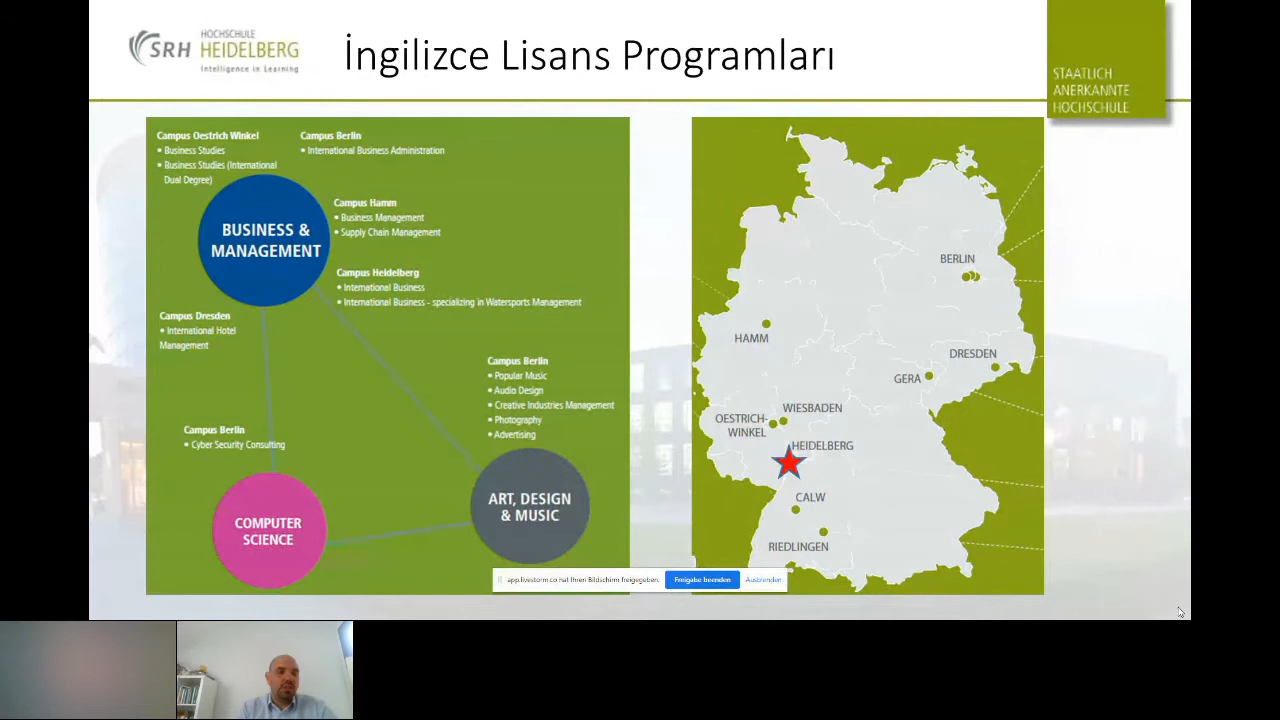 SRH HOCHSCHULE
HEIDELBERG
Intelligence in Learning
İngilizce Lisans Programları
STAATLICH
ANERKANNTE
HOCHSCHULE
Campus Oestrich Winkel
• Business Studies
• Business Studies (International
Dual Degree)
Campus Berlin
• International Business Administration
BUSINESS &
MANAGEMENT
Campus Hamm
• Business Management
• Supply Chain Management
Campus Heidelberg
• International Business
• International Business - specializing in Watersports Management
Campus Dresden
• International Hotel
Management
Campus Berlin
• Popular Music
• Audio Design
• Creative Industries Management
• Photography
• Advertising
Campus Berlin
• Cyber Security Consulting
COMPUTER
SCIENCE
ART, DESIGN
& MUSIC
BERLIN
HAMM
DRESDEN
GERA
WIESBADEN
OESTRICH-
WINKEL
HEIDELBERG
CALW
RIEDLINGEN
app.livestorm.co hat Ihren Bildschirm freigegeben.
Freigabe beenden
Ausblenden